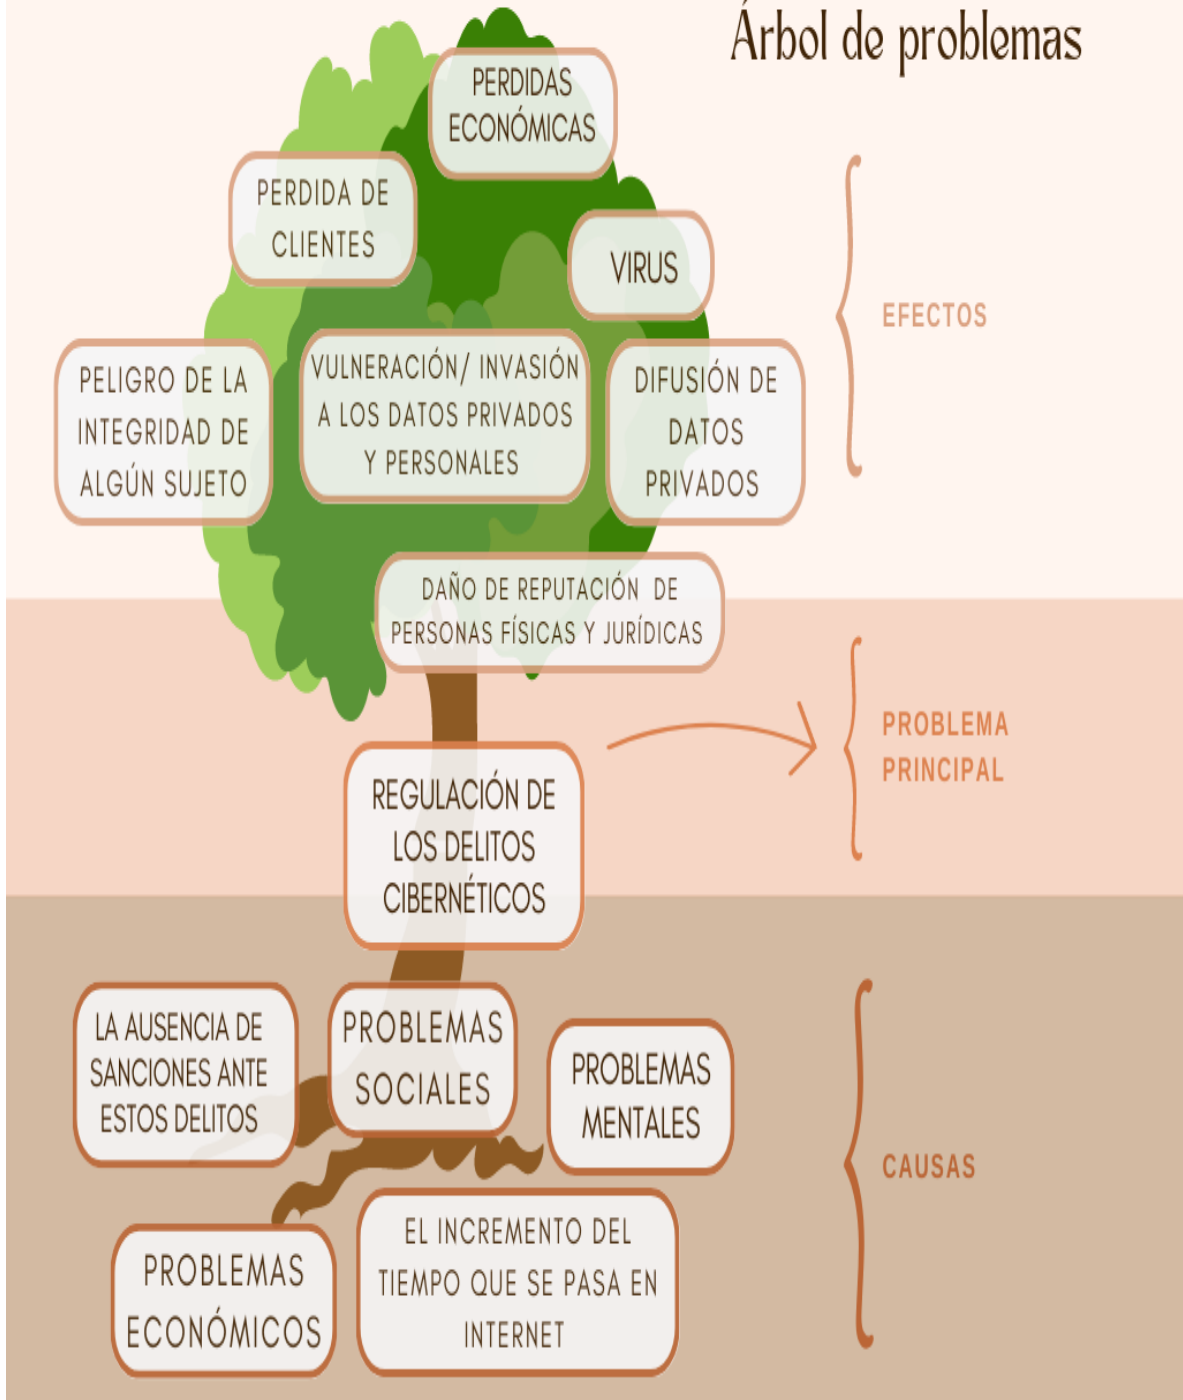 Árbol de problemas
PERDIDAS
ECONÓMICAS
PERDIDA DE
CLIENTES
VIRUS
EFECTOS
PELIGRO DE LA
INTEGRIDAD DE
ALGÚN SUJETO
VULNERACIÓN/ INVASIÓN
A LOS DATOS PRIVADOS
Y PERSONALES
DIFUSIÓN DE
DATOS
PRIVADOS
DAÑO DE REPUTACIÓN DE
PERSONAS FÍSICAS Y JURÍDICAS
PROBLEMA
PRINCIPAL
REGULACIÓN DE
LOS DELITOS
CIBERNÉTICOS
LA AUSENCIA DE
SANCIONES ANTE
ESTOS DELITOS
PROBLEMAS
SOCIALES
PROBLEMAS
MENTALES
CAUSAS
PROBLEMAS
ECONÓMICOS
EL INCREMENTO DEL
TIEMPO QUE SE PASA EN
INTERNET